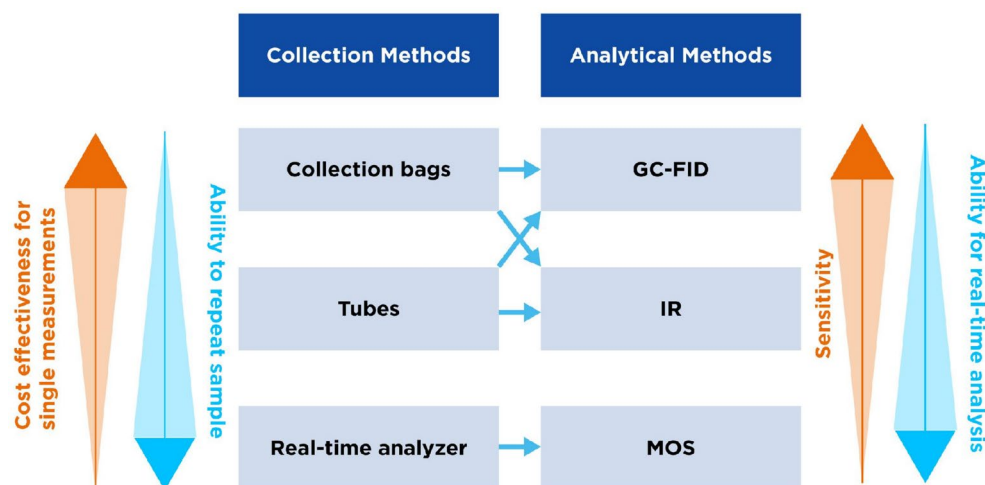 Collection Methods
Analytical Methods
Collection bags
GC-FID
Tubes
IR
Real-time analyzer
MOS
Cost effectiveness for
single measurements
Ability to repeat sample
Sensitivity
Ability for real-time analysis